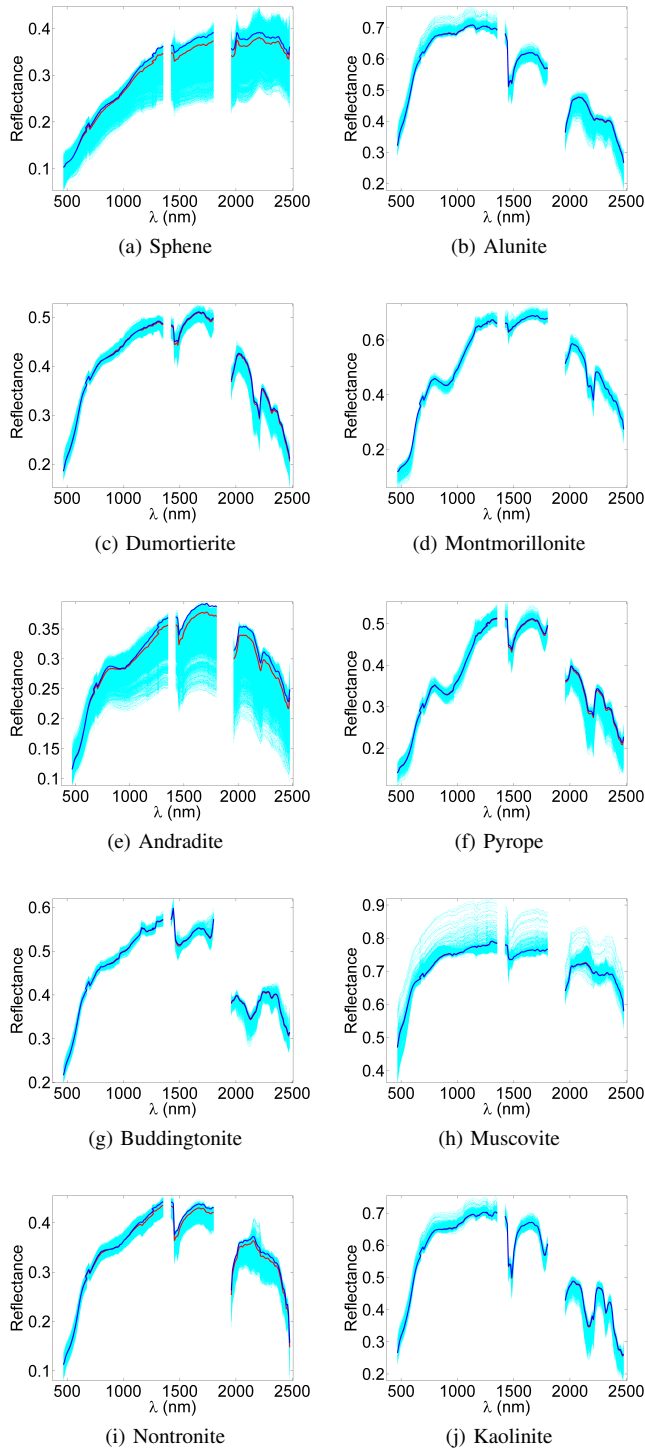 Reflectance
0.4
0.3
0.2
0.1
500 1000 1500 2000 2500
λ (nm)
(a) Sphene
Reflectance
0.7
0.6
0.5
0.4
0.3
0.2
500 1000 1500 2000 2500
λ (nm)
(b) Alunite
Reflectance
0.5
0.4
0.3
0.2
500 1000 1500 2000 2500
λ (nm)
(c) Dumortierite
Reflectance
0.6
0.4
0.2
500 1000 1500 2000 2500
λ (nm)
(d) Montmorillonite
Reflectance
0.35
0.3
0.25
0.2
0.15
0.1
500 1000 1500 2000 2500
λ (nm)
(e) Andradite
Reflectance
0.5
0.4
0.3
0.2
500 1000 1500 2000 2500
λ (nm)
(f) Pyrope
Reflectance
0.6
0.5
0.4
0.3
0.2
500 1000 1500 2000 2500
λ (nm)
(g) Buddingtonite
Reflectance
0.9
0.8
0.7
0.6
0.5
0.4
500 1000 1500 2000 2500
λ (nm)
(h) Muscovite
Reflectance
0.4
0.3
0.2
0.1
500 1000 1500 2000 2500
λ (nm)
(i) Nontronite
Reflectance
0.7
0.6
0.5
0.4
0.3
0.2
500 1000 1500 2000 2500
λ (nm)
(j) Kaolinite